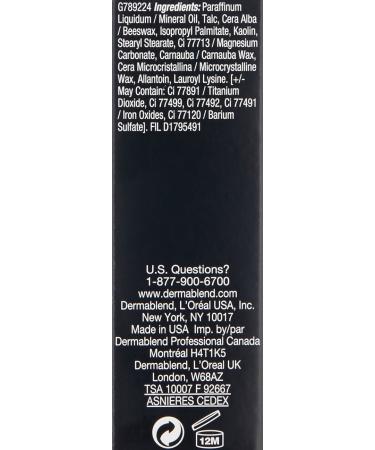 G789224 Ingredients: Paraffinum
Liquidum / Mineral Oil, Talc, Cera Alba
/ Beeswax, Isopropyl Palmitate, Kaolin,
Stearyl Stearate, Ci 77713 / Magnesium
Carbonate, Carnauba / Carnauba Wax,
Cera Microcristallina / Microcrystalline
Wax, Allantoin, Lauroyl Lysine. [+/-
May Contain: Ci 77891 / Titanium
Dioxide, Ci 77499, Ci 77492, Ci 77491
/ Iron Oxides, Ci 77120 / Barium
Sulfate]. FIL D1795491
U.S. Questions?
1-877-900-6700
www.dermablend.com
Dermablend, L'Oréal USA, Inc.
New York, NY 10017
Made in USA Imp. by/par
Dermablend Professional Canada
Montréal H4T1K5
Dermablend, L'Oreal UK
London, W68AZ
TSA 10007 F 92667
ASNIERES CEDEX
12M